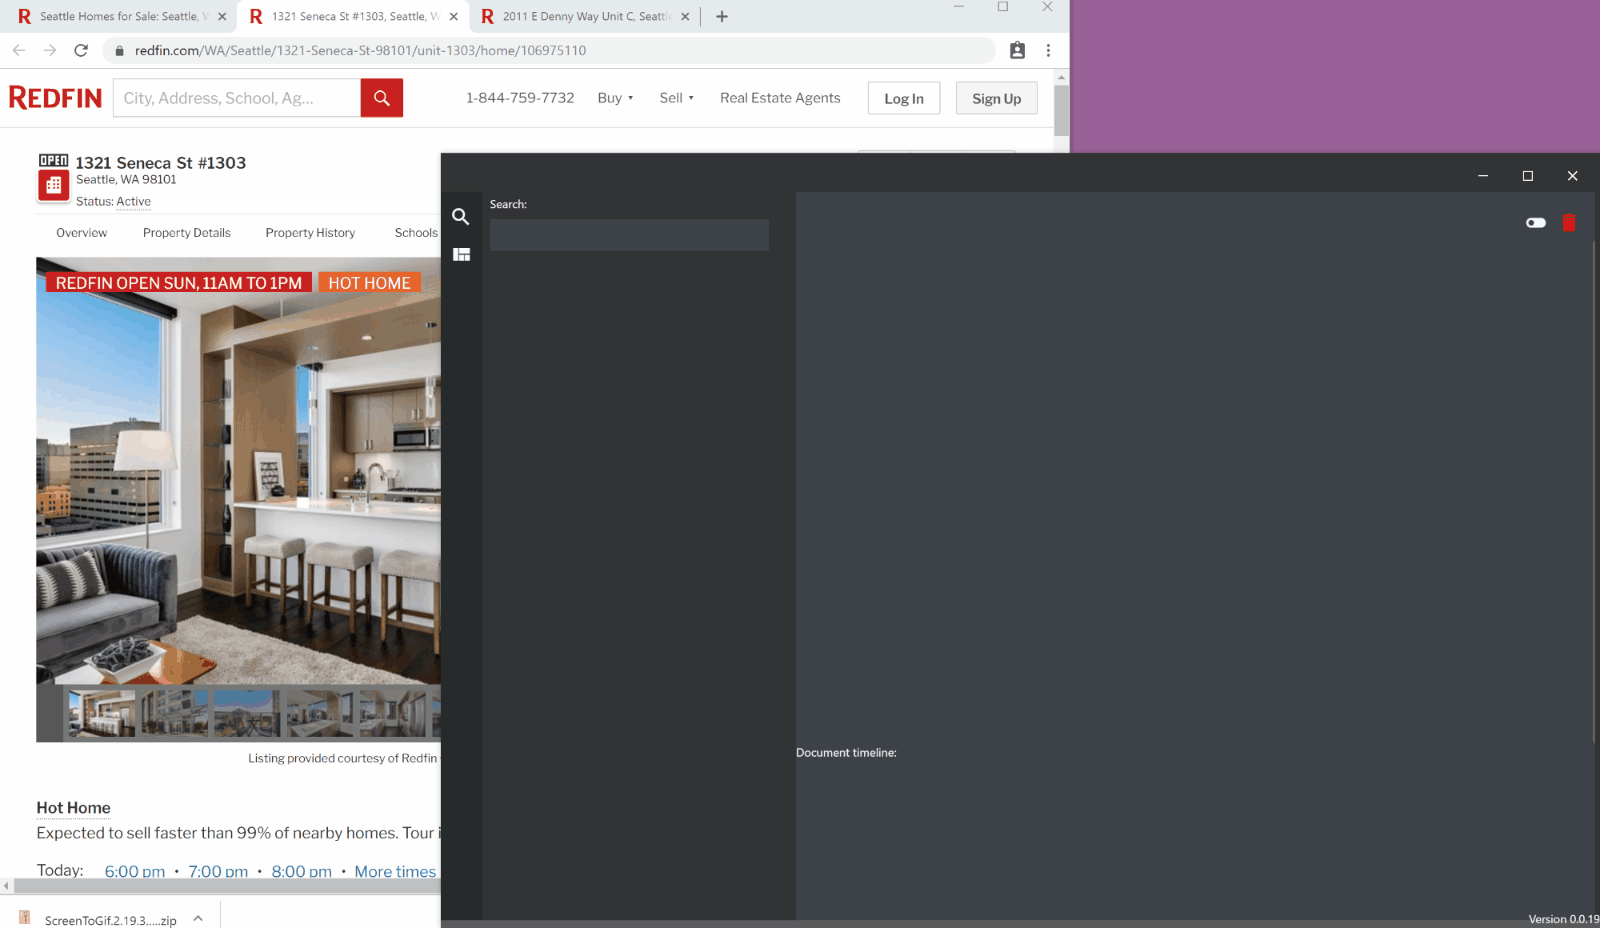 Seattle Homes for Sale: Seattle,
1321 Seneca St #1303, Seattle, W
2011 E Denny Way Unit C, Seattle
redfin.com/WA/Seattle/1321-Seneca-St-98101/unit-1303/home/106975110
REDFIN
City, Address, School, Ag...
1-844-759-7732
Buy
Sell
Real Estate Agents
Log In
Sign Up
OPEN
1321 Seneca St #1303
Seattle, WA 98101
Status: Active
Overview
Property Details
Property History
Schools
REDFIN OPEN SUN, 11AM TO 1PM
HOT HOME
Listing provided courtesy of Redfin
Hot Home
Expected to sell faster than 99% of nearby homes. Tour i
Today: 6:00 pm • 7:00 pm • 8:00 pm • More times
ScreenToGif.2.19.3.....zip
Search:
Document timeline:
Version 0.0.19